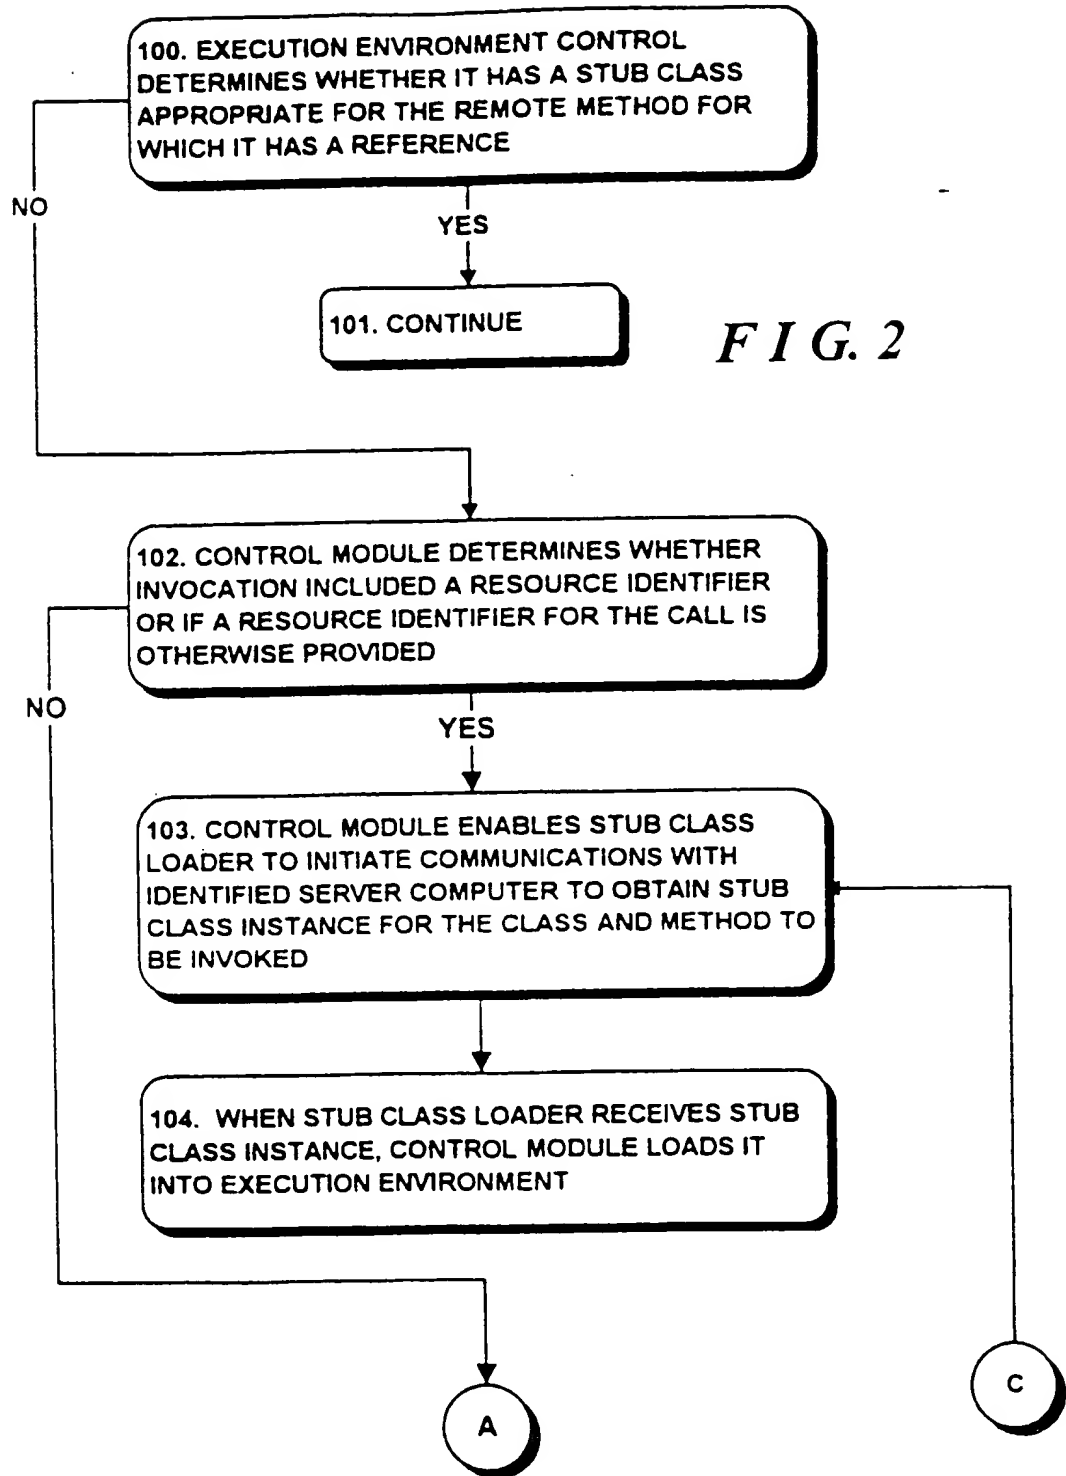 100. EXECUTION ENVIRONMENT CONTROL
DETERMINES WHETHER IT HAS A STUB CLASS
APPROPRIATE FOR THE REMOTE METHOD FOR
WHICH IT HAS A REFERENCE
NO
YES
101. CONTINUE
FIG. 2
102. CONTROL MODULE DETERMINES WHETHER
INVOCATION INCLUDED A RESOURCE IDENTIFIER
OR IF A RESOURCE IDENTIFIER FOR THE CALL IS
OTHERWISE PROVIDED
NO
YES
103. CONTROL MODULE ENABLES STUB CLASS
LOADER TO INITIATE COMMUNICATIONS WITH
IDENTIFIED SERVER COMPUTER TO OBTAIN STUB
CLASS INSTANCE FOR THE CLASS AND METHOD TO
BE INVOKED
104. WHEN STUB CLASS LOADER RECEIVES STUB
CLASS INSTANCE, CONTROL MODULE LOADS IT
INTO EXECUTION ENVIRONMENT
A
C